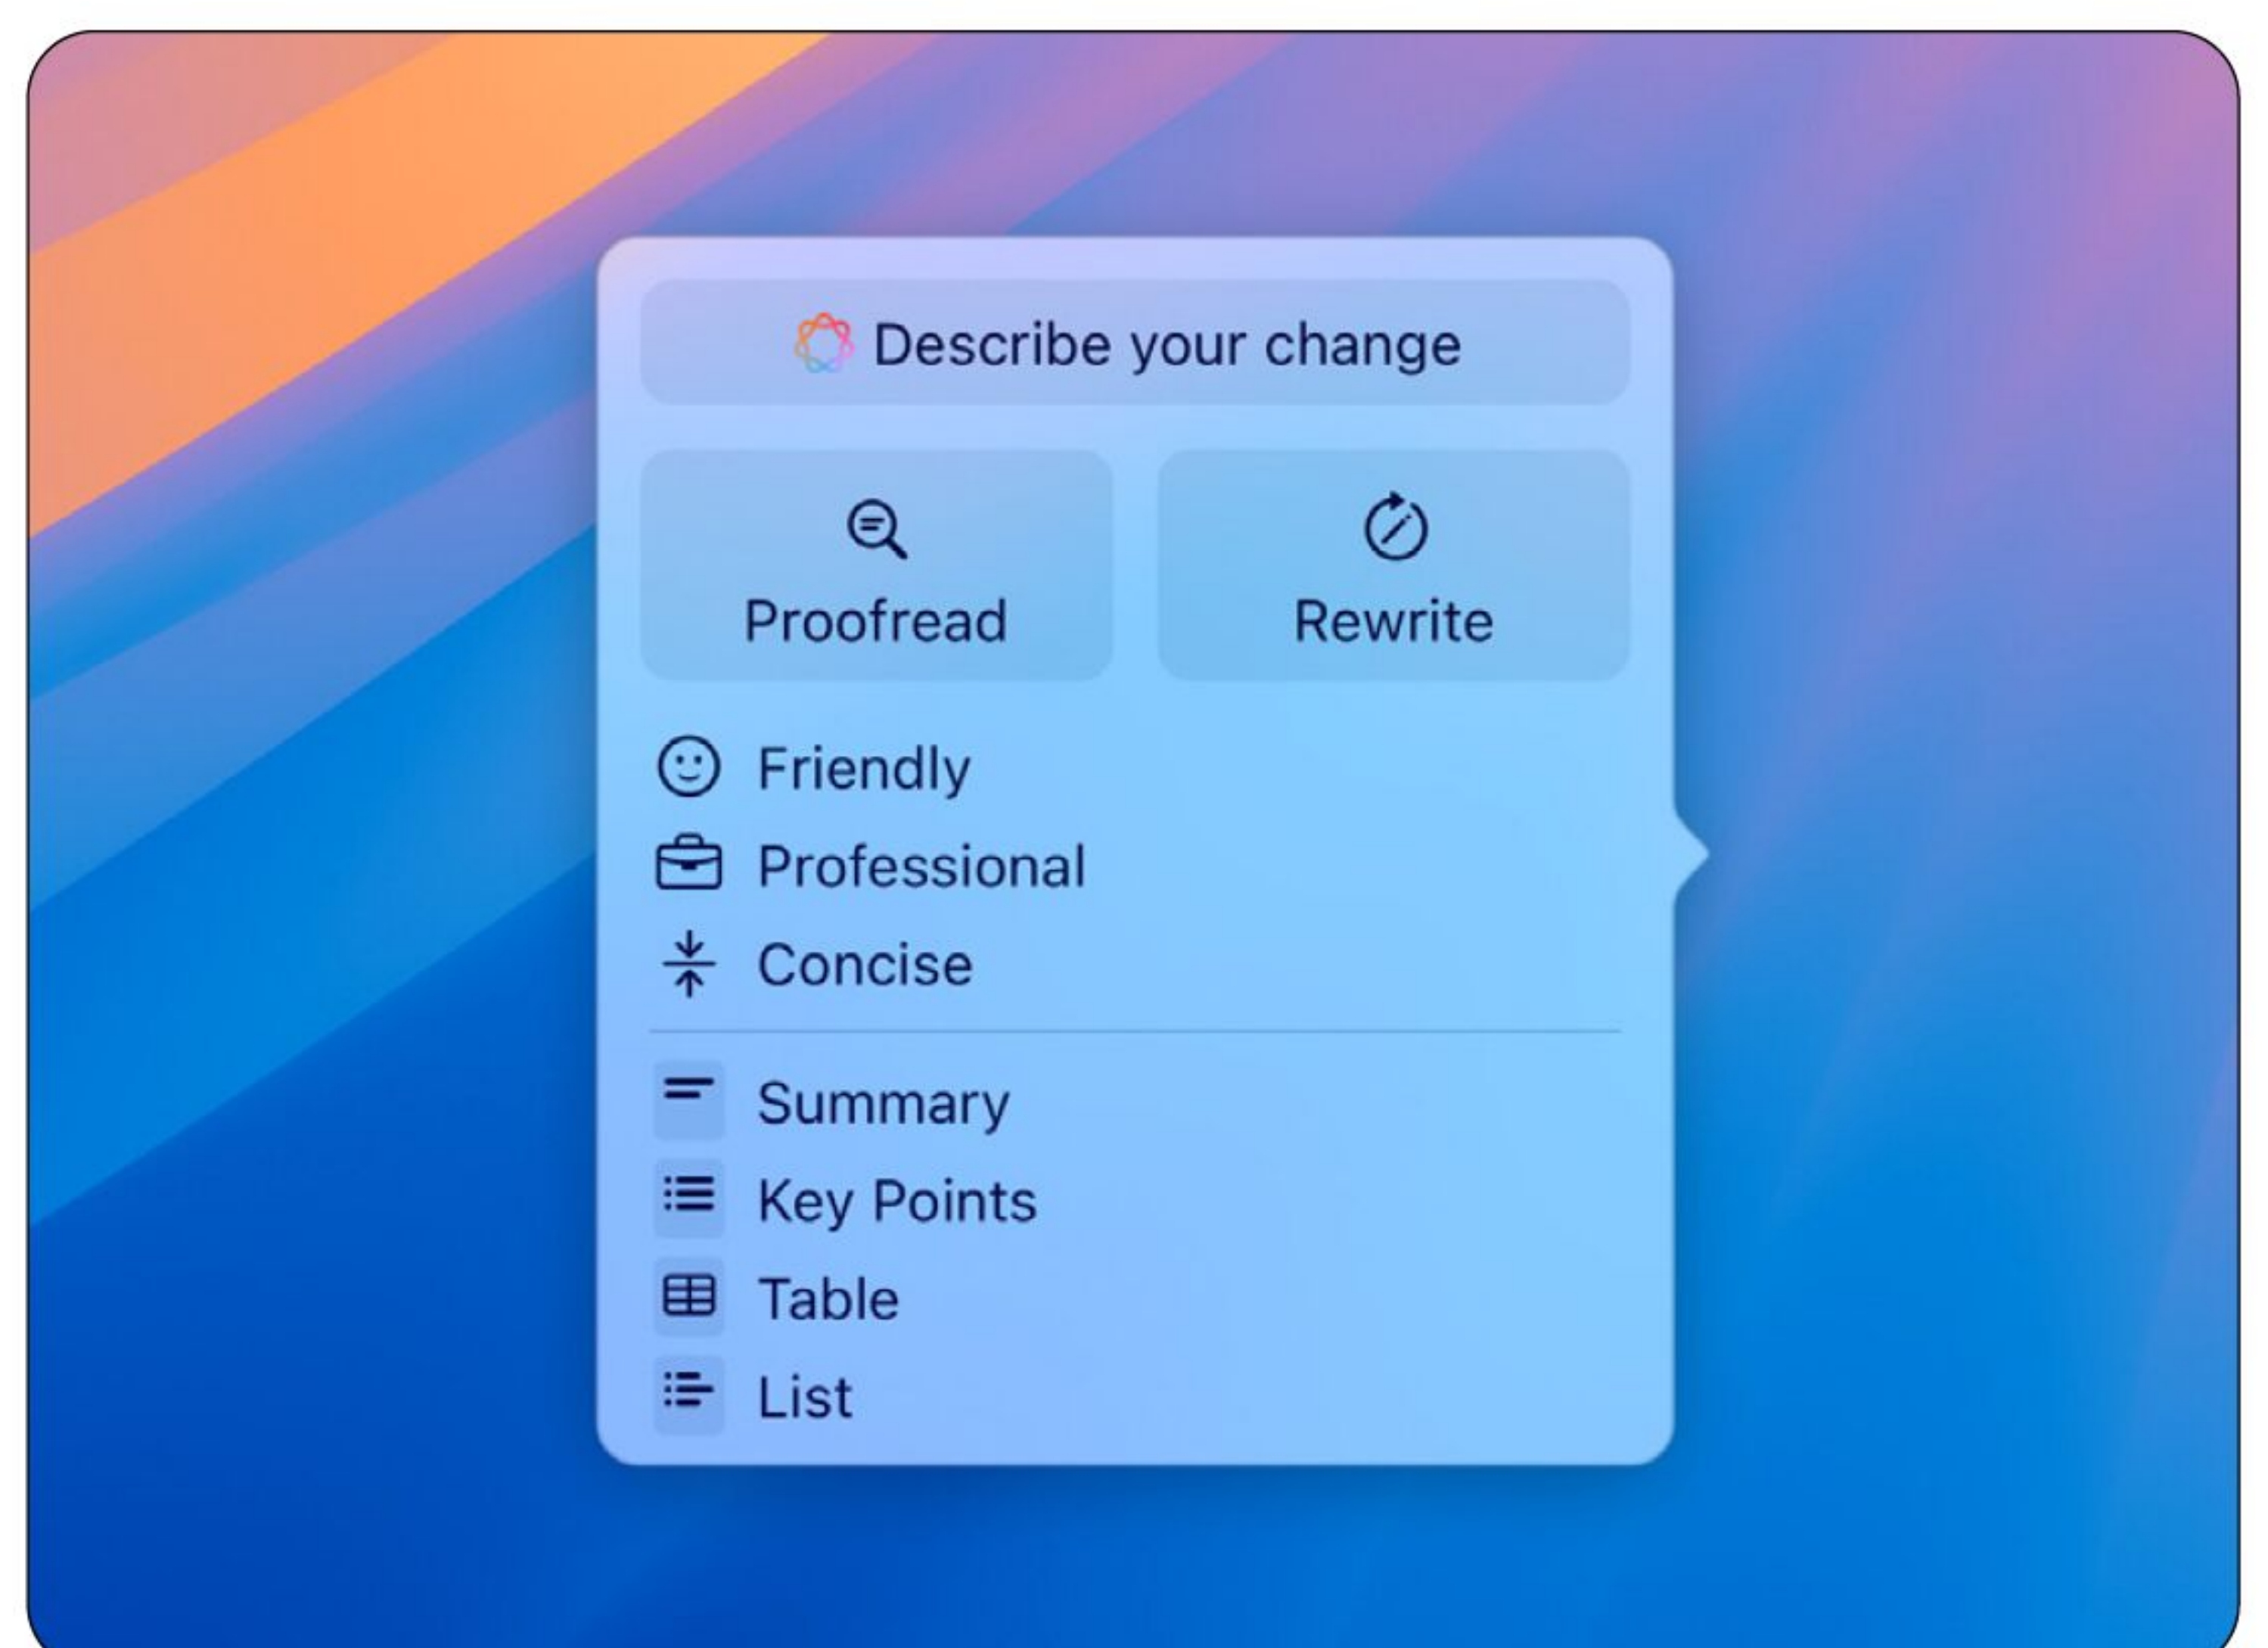 Describe your change
Proofread
Rewrite
Friendly
Professional
Concise
Summary
Key Points
Table
List